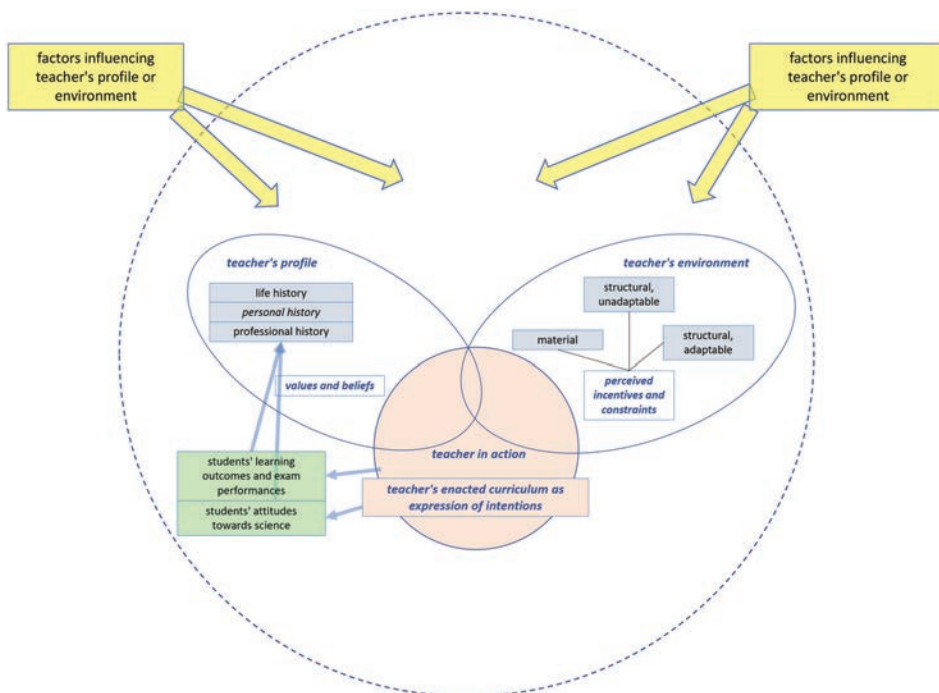 factors influencing
teacher's profile or
environment
factors influencing
teacher's profile or
environment
teacher's profile
life history
personal history
professional history
values and beliefs
teacher's environment
structural,
unadaptable
material
structural,
adaptable
perceived
incentives and
constraints
teacher in action
teacher's enacted curriculum as
expression of intentions
students' learning
outcomes and exam
performances
students' attitudes
towards science